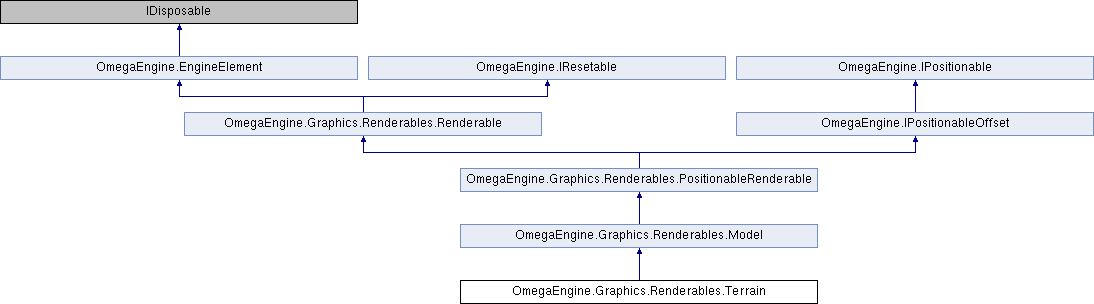 IDisposable
OmegaEngine.EngineElement
OmegaEngine.IResetable
OmegaEngine.IPositionable
OmegaEngine.Graphics.Renderables.Renderable
OmegaEngine.IPositionableOffset
OmegaEngine.Graphics.Renderables.PositionableRenderable
OmegaEngine.Graphics.Renderables.Model
OmegaEngine.Graphics.Renderables.Terrain